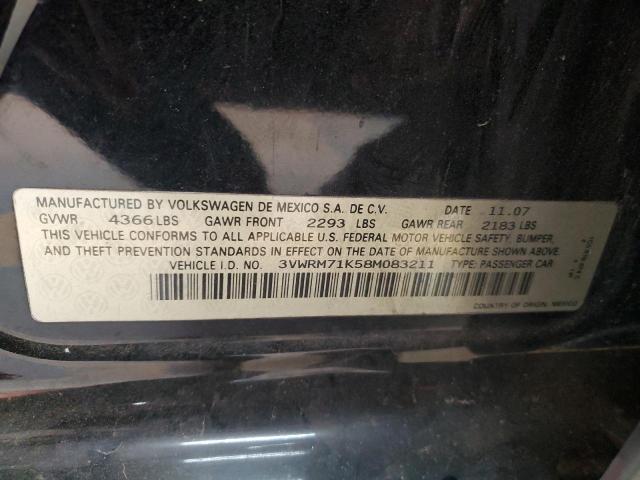 MANUFACTURED BY VOLKSWAGEN DE MEXICO S.A. DE C.V. DATE 11.07
GVWR 4366 LBS GAWR FRONT 2293 LBS GAWR REAR 2183 LBS
THIS VEHICLE CONFORMS TO ALL APPLICABLE U.S. FEDERAL MOTOR VEHICLE SAFETY, BUMPER,
AND THEFT PREVENTION STANDARDS IN EFFECT ON THE DATE OF MANUFACTURE SHOWN ABOVE.
VEHICLE I.D. NO. 3VWRM71K58M083211 TYPE: PASSENGER CAR
COUNTRY OF ORIGIN: MEXICO